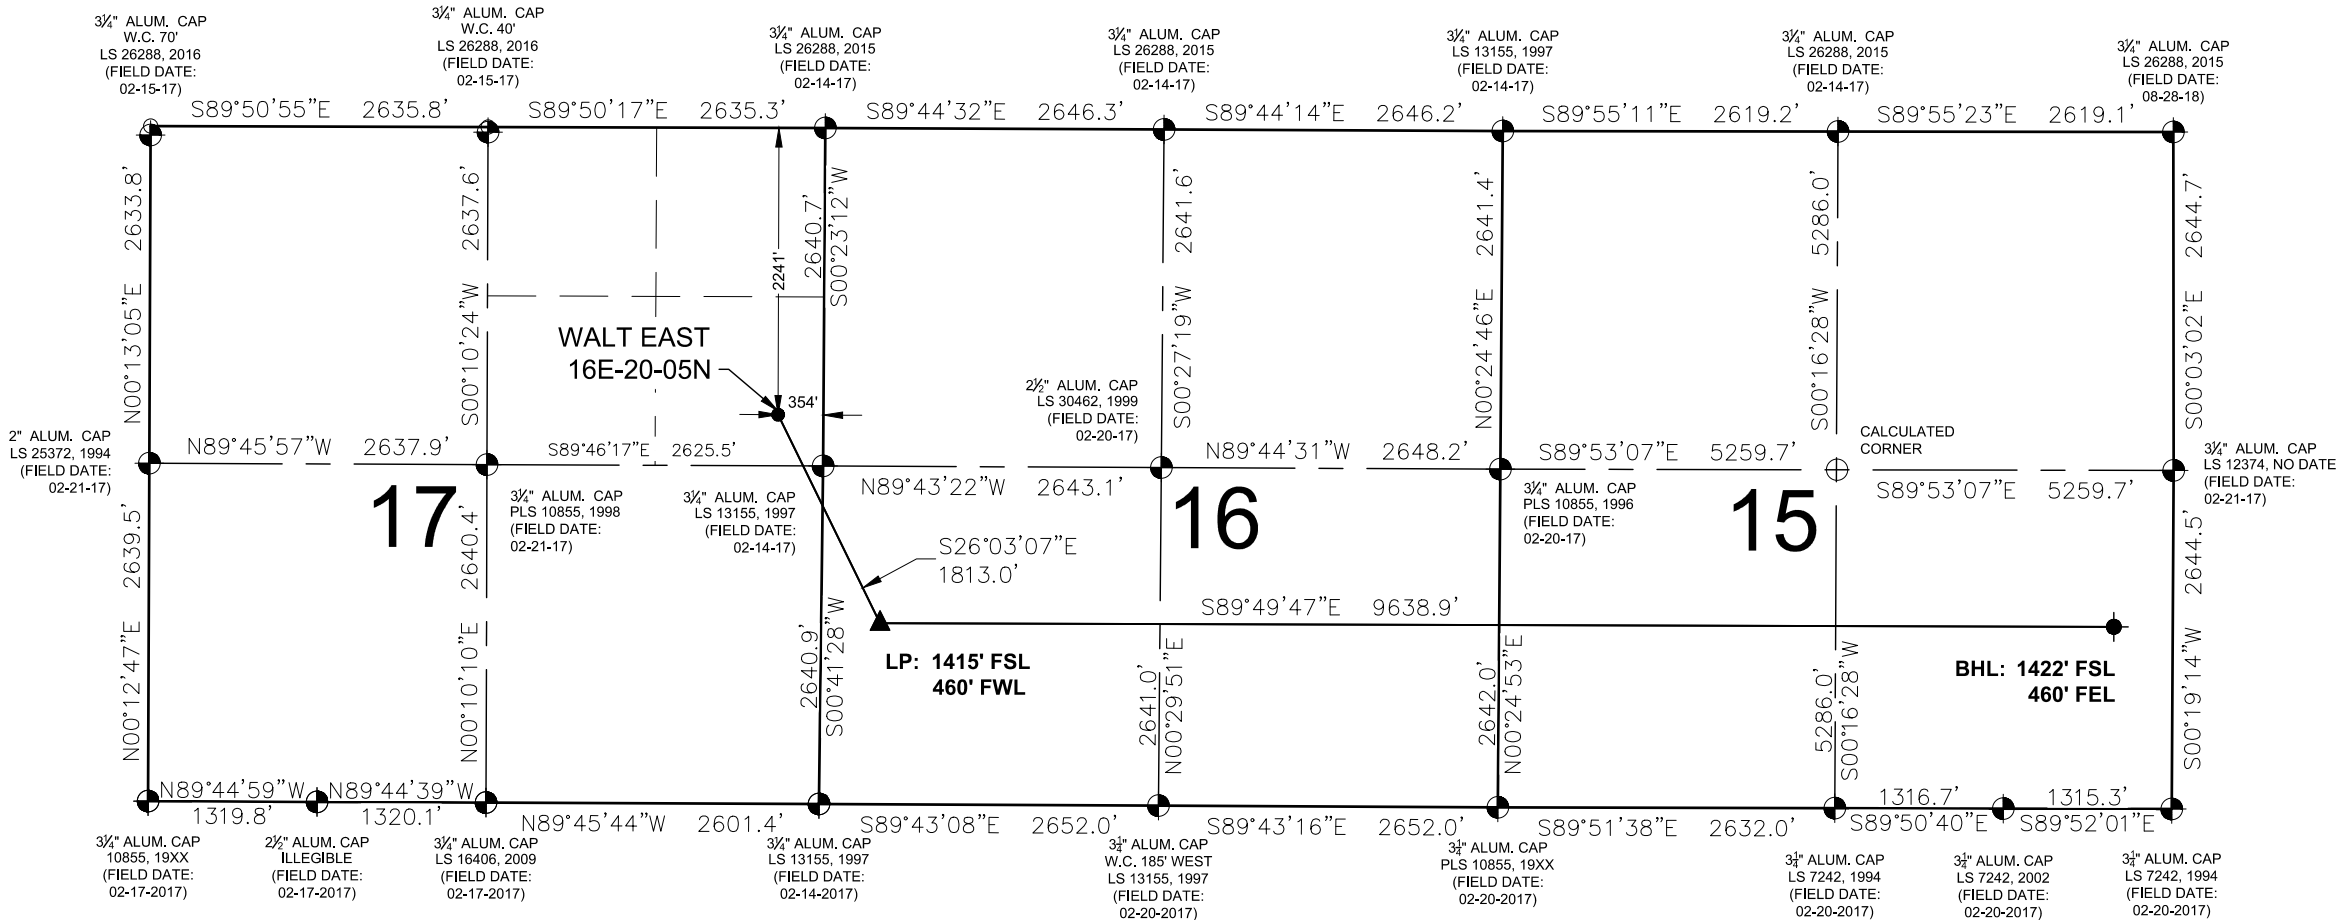 3¼" ALUM. CAP
W.C. 70'
LS 26288, 2016
(FIELD DATE:
02-15-17)
3¼" ALUM. CAP
W.C. 40'
LS 26288, 2016
(FIELD DATE:
02-15-17)
3¼" ALUM. CAP
LS 26288, 2015
(FIELD DATE:
02-14-17)
3¼" ALUM. CAP
LS 26288, 2015
(FIELD DATE:
02-14-17)
3¼" ALUM. CAP
LS 13155, 1997
(FIELD DATE:
02-14-17)
3¼" ALUM. CAP
LS 26288, 2015
(FIELD DATE:
02-14-17)
3¼" ALUM. CAP
LS 26288, 2015
(FIELD DATE:
08-28-18)
S89°50'55"E 2635.8'
S89°50'17"E 2635.3'
S89°44'32"E 2646.3'
S89°44'14"E 2646.2'
S89°55'11"E 2619.2'
S89°55'23"E 2619.1'
N00°13'05"E 2633.8'
S00°10'24"W 2637.6'
2241'
2640.7'
S00°23'12"W
S00°27'19"W 2641.6'
N00°24'46"E 2641.4'
S00°16'28"W 5286.0'
S00°03'02"E 2644.7'
WALT EAST
16E-20-05N
354'
2½" ALUM. CAP
LS 30462, 1999
(FIELD DATE:
02-20-17)
2" ALUM. CAP
LS 25372, 1994
(FIELD DATE:
02-21-17)
N89°45'57"W 2637.9'
S89°46'17"E 2625.5'
N89°43'22"W 2643.1'
N89°44'31"W 2648.2'
S89°53'07"E 5259.7'
CALCULATED
CORNER
S89°53'07"E 5259.7'
3¼" ALUM. CAP
LS 12374, NO DATE
(FIELD DATE:
02-21-17)
17
3¼" ALUM. CAP
PLS 10855, 1998
(FIELD DATE:
02-21-17)
3¼" ALUM. CAP
LS 13155, 1997
(FIELD DATE:
02-14-17)
16
3¼" ALUM. CAP
PLS 10855, 1996
(FIELD DATE:
02-20-17)
15
S26°03'07"E
1813.0'
S89°49'47"E 9638.9'
N00°12'47"E 2639.5'
N00°10'10"E 2640.4'
2640.9'
S00°41'28"W
2641.0'
N00°29'51"E
2642.0'
N00°24'53"E
5286.0'
S00°16'28"W
S00°19'14"W 2644.5'
LP: 1415' FSL
460' FWL
BHL: 1422' FSL
460' FEL
N89°44'59"W
1319.8'
N89°44'39"W
1320.1'
N89°45'44"W 2601.4'
S89°43'08"E 2652.0'
S89°43'16"E 2652.0'
S89°51'38"E 2632.0'
1316.7'
S89°50'40"E
1315.3'
S89°52'01"E
3¼" ALUM. CAP
10855, 19XX
(FIELD DATE:
02-17-2017)
2½" ALUM. CAP
ILLEGIBLE
(FIELD DATE:
02-17-2017)
3¼" ALUM. CAP
LS 16406, 2009
(FIELD DATE:
02-17-2017)
3¼" ALUM. CAP
LS 13155, 1997
(FIELD DATE:
02-14-2017)
3¼" ALUM. CAP
W.C. 185' WEST
LS 13155, 1997
(FIELD DATE:
02-20-2017)
3¼" ALUM. CAP
PLS 10855, 19XX
(FIELD DATE:
02-20-2017)
3¼" ALUM. CAP
LS 7242, 1994
(FIELD DATE:
02-20-2017)
3¼" ALUM. CAP
LS 7242, 2002
(FIELD DATE:
02-20-2017)
3¼" ALUM. CAP
LS 7242, 1994
(FIELD DATE:
02-20-2017)